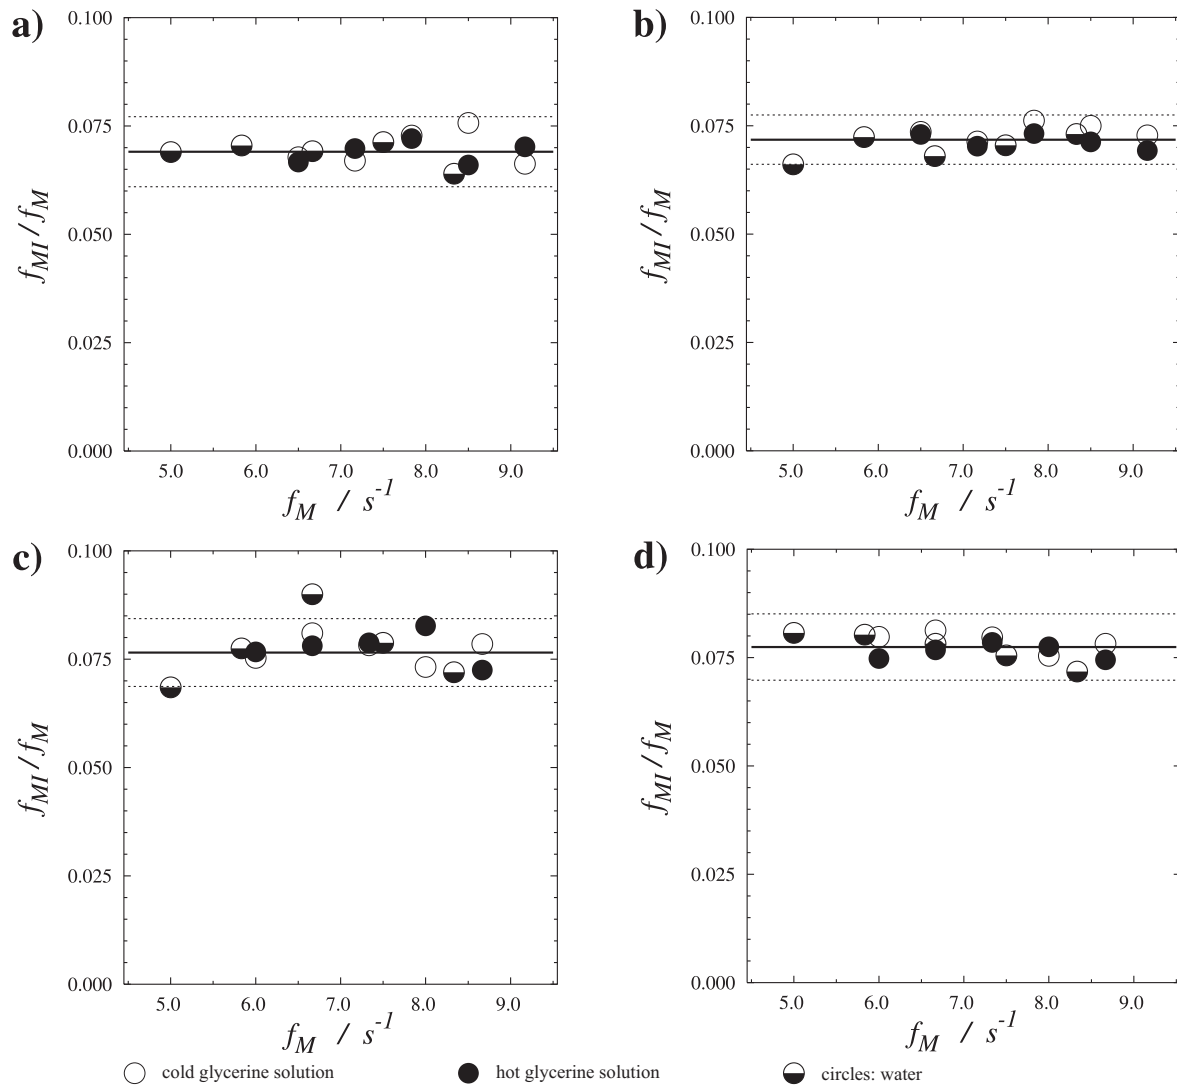 a)
0.100
0.075
0.050
0.025
0.000
f_MI / f_M
5.0 6.0 7.0 8.0 9.0
f_M / s^-1
b)
0.100
0.075
0.050
0.025
0.000
f_MI / f_M
5.0 6.0 7.0 8.0 9.0
f_M / s^-1
c)
0.100
0.075
0.050
0.025
0.000
f_MI / f_M
5.0 6.0 7.0 8.0 9.0
f_M / s^-1
d)
0.100
0.075
0.050
0.025
0.000
f_MI / f_M
5.0 6.0 7.0 8.0 9.0
f_M / s^-1
cold glycerine solution hot glycerine solution circles: water